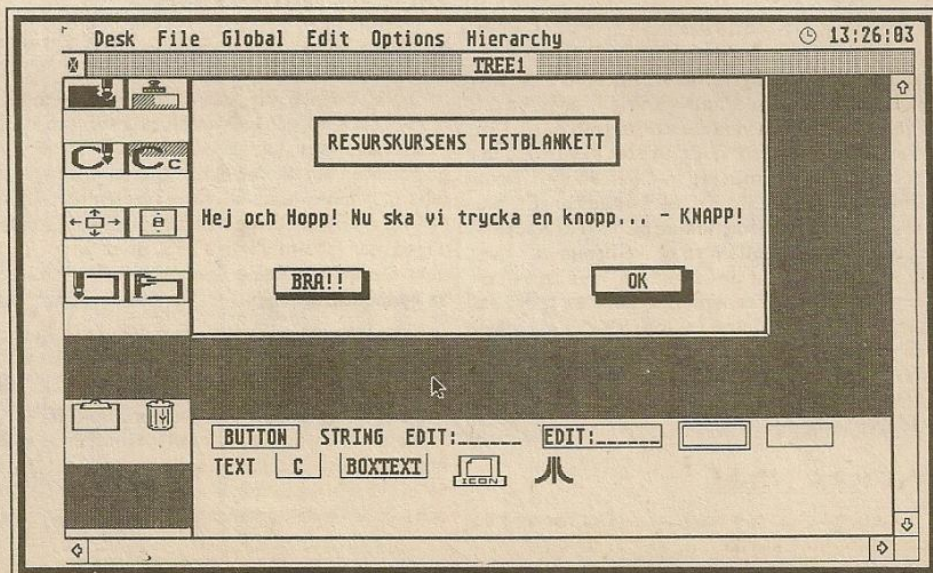 Desk File Global Edit Options Hierarchy 13:26:03
TREE1
RESURSKURSENS TESTBLANKETT
C C c
Hej och Hopp! Nu ska vi trycka en knopp... - KNAPP!
BRA!! OK
BUTTON STRING EDIT:______ EDIT:______
TEXT C BOXTEXT ICON